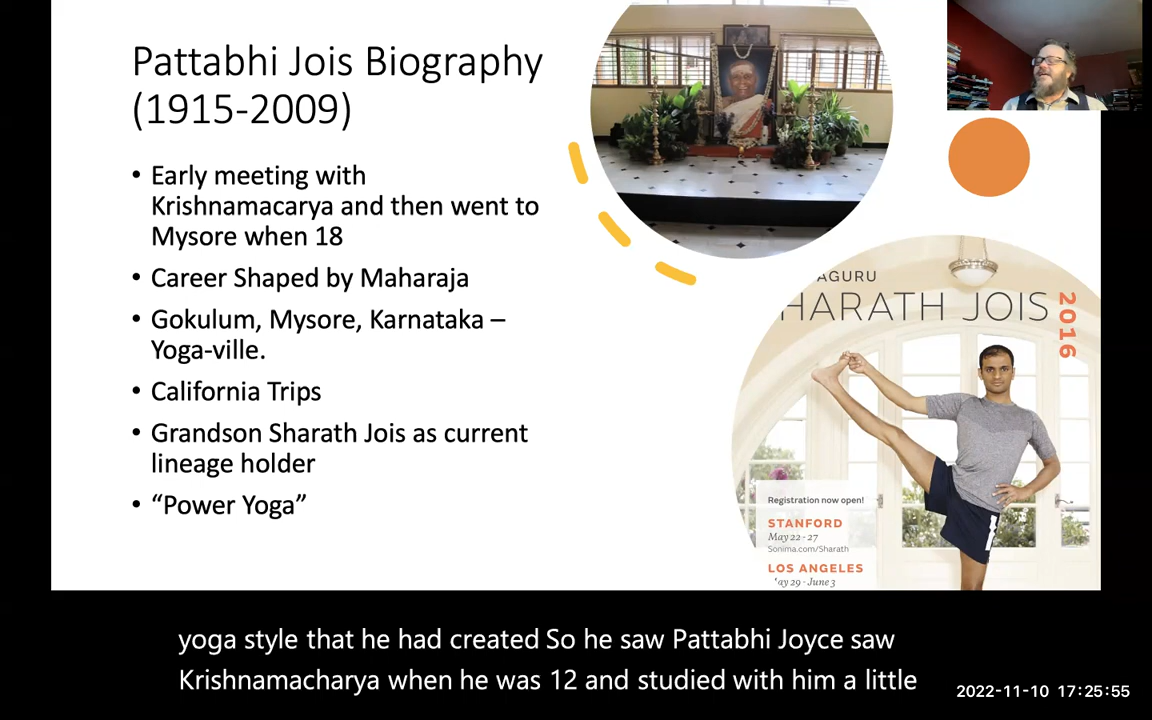 Pattabhi Jois Biography
(1915-2009)
• Early meeting with
Krishnamacarya and then went to
Mysore when 18
• Career Shaped by Maharaja
• Gokulum, Mysore, Karnataka –
Yoga-ville.
• California Trips
• Grandson Sharath Jois as current
lineage holder
• “Power Yoga”
AGURU
HARATH JOIS
2016
Registration now open!
STANFORD
May 22 - 27
Sonima.com/Sharath
LOS ANGELES
ay 29 - June 3
yoga style that he had created So he saw Pattabhi Joyce saw
Krishnamacharya when he was 12 and studied with him a little
2022-11-10 17:25:55